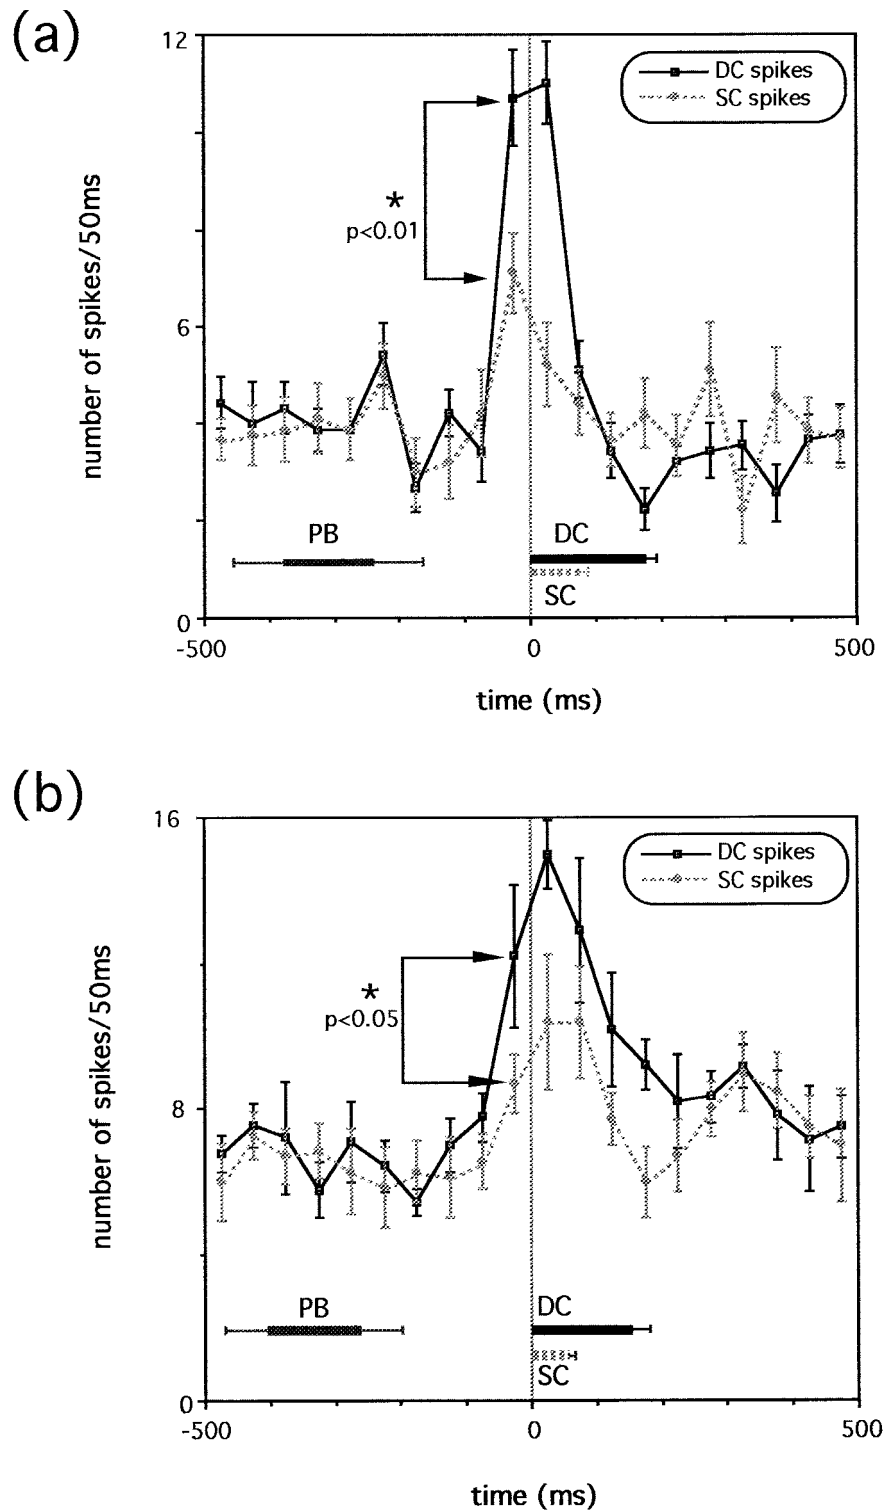 (a)
12
DC spikes
SC spikes
number of spikes/50ms
*
p<0.01
6
PB
DC
SC
0
-500
0
500
time (ms)
(b)
16
DC spikes
SC spikes
number of spikes/50ms
*
p<0.05
8
PB
DC
SC
0
-500
0
500
time (ms)